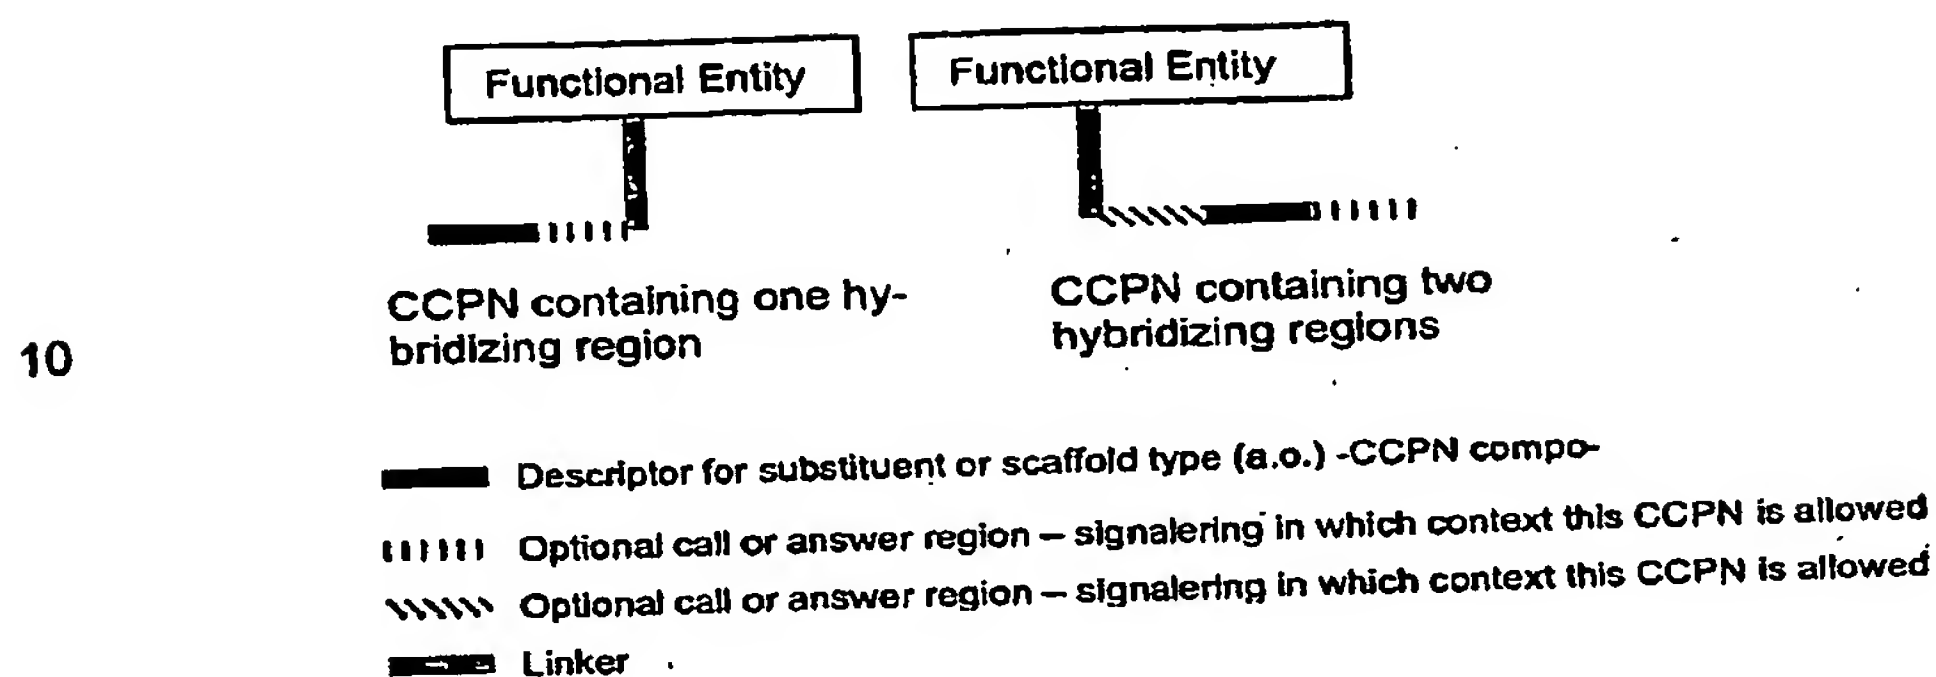 Functional Entity
Functional Entity
CCPN containing one hy-
bridizing region
CCPN containing two
hybridizing regions
10
Descriptor for substituent or scaffold type (a.o.) -CCPN compo-
Optional call or answer region – signalering in which context this CCPN is allowed
Optional call or answer region – signalering in which context this CCPN is allowed
Linker